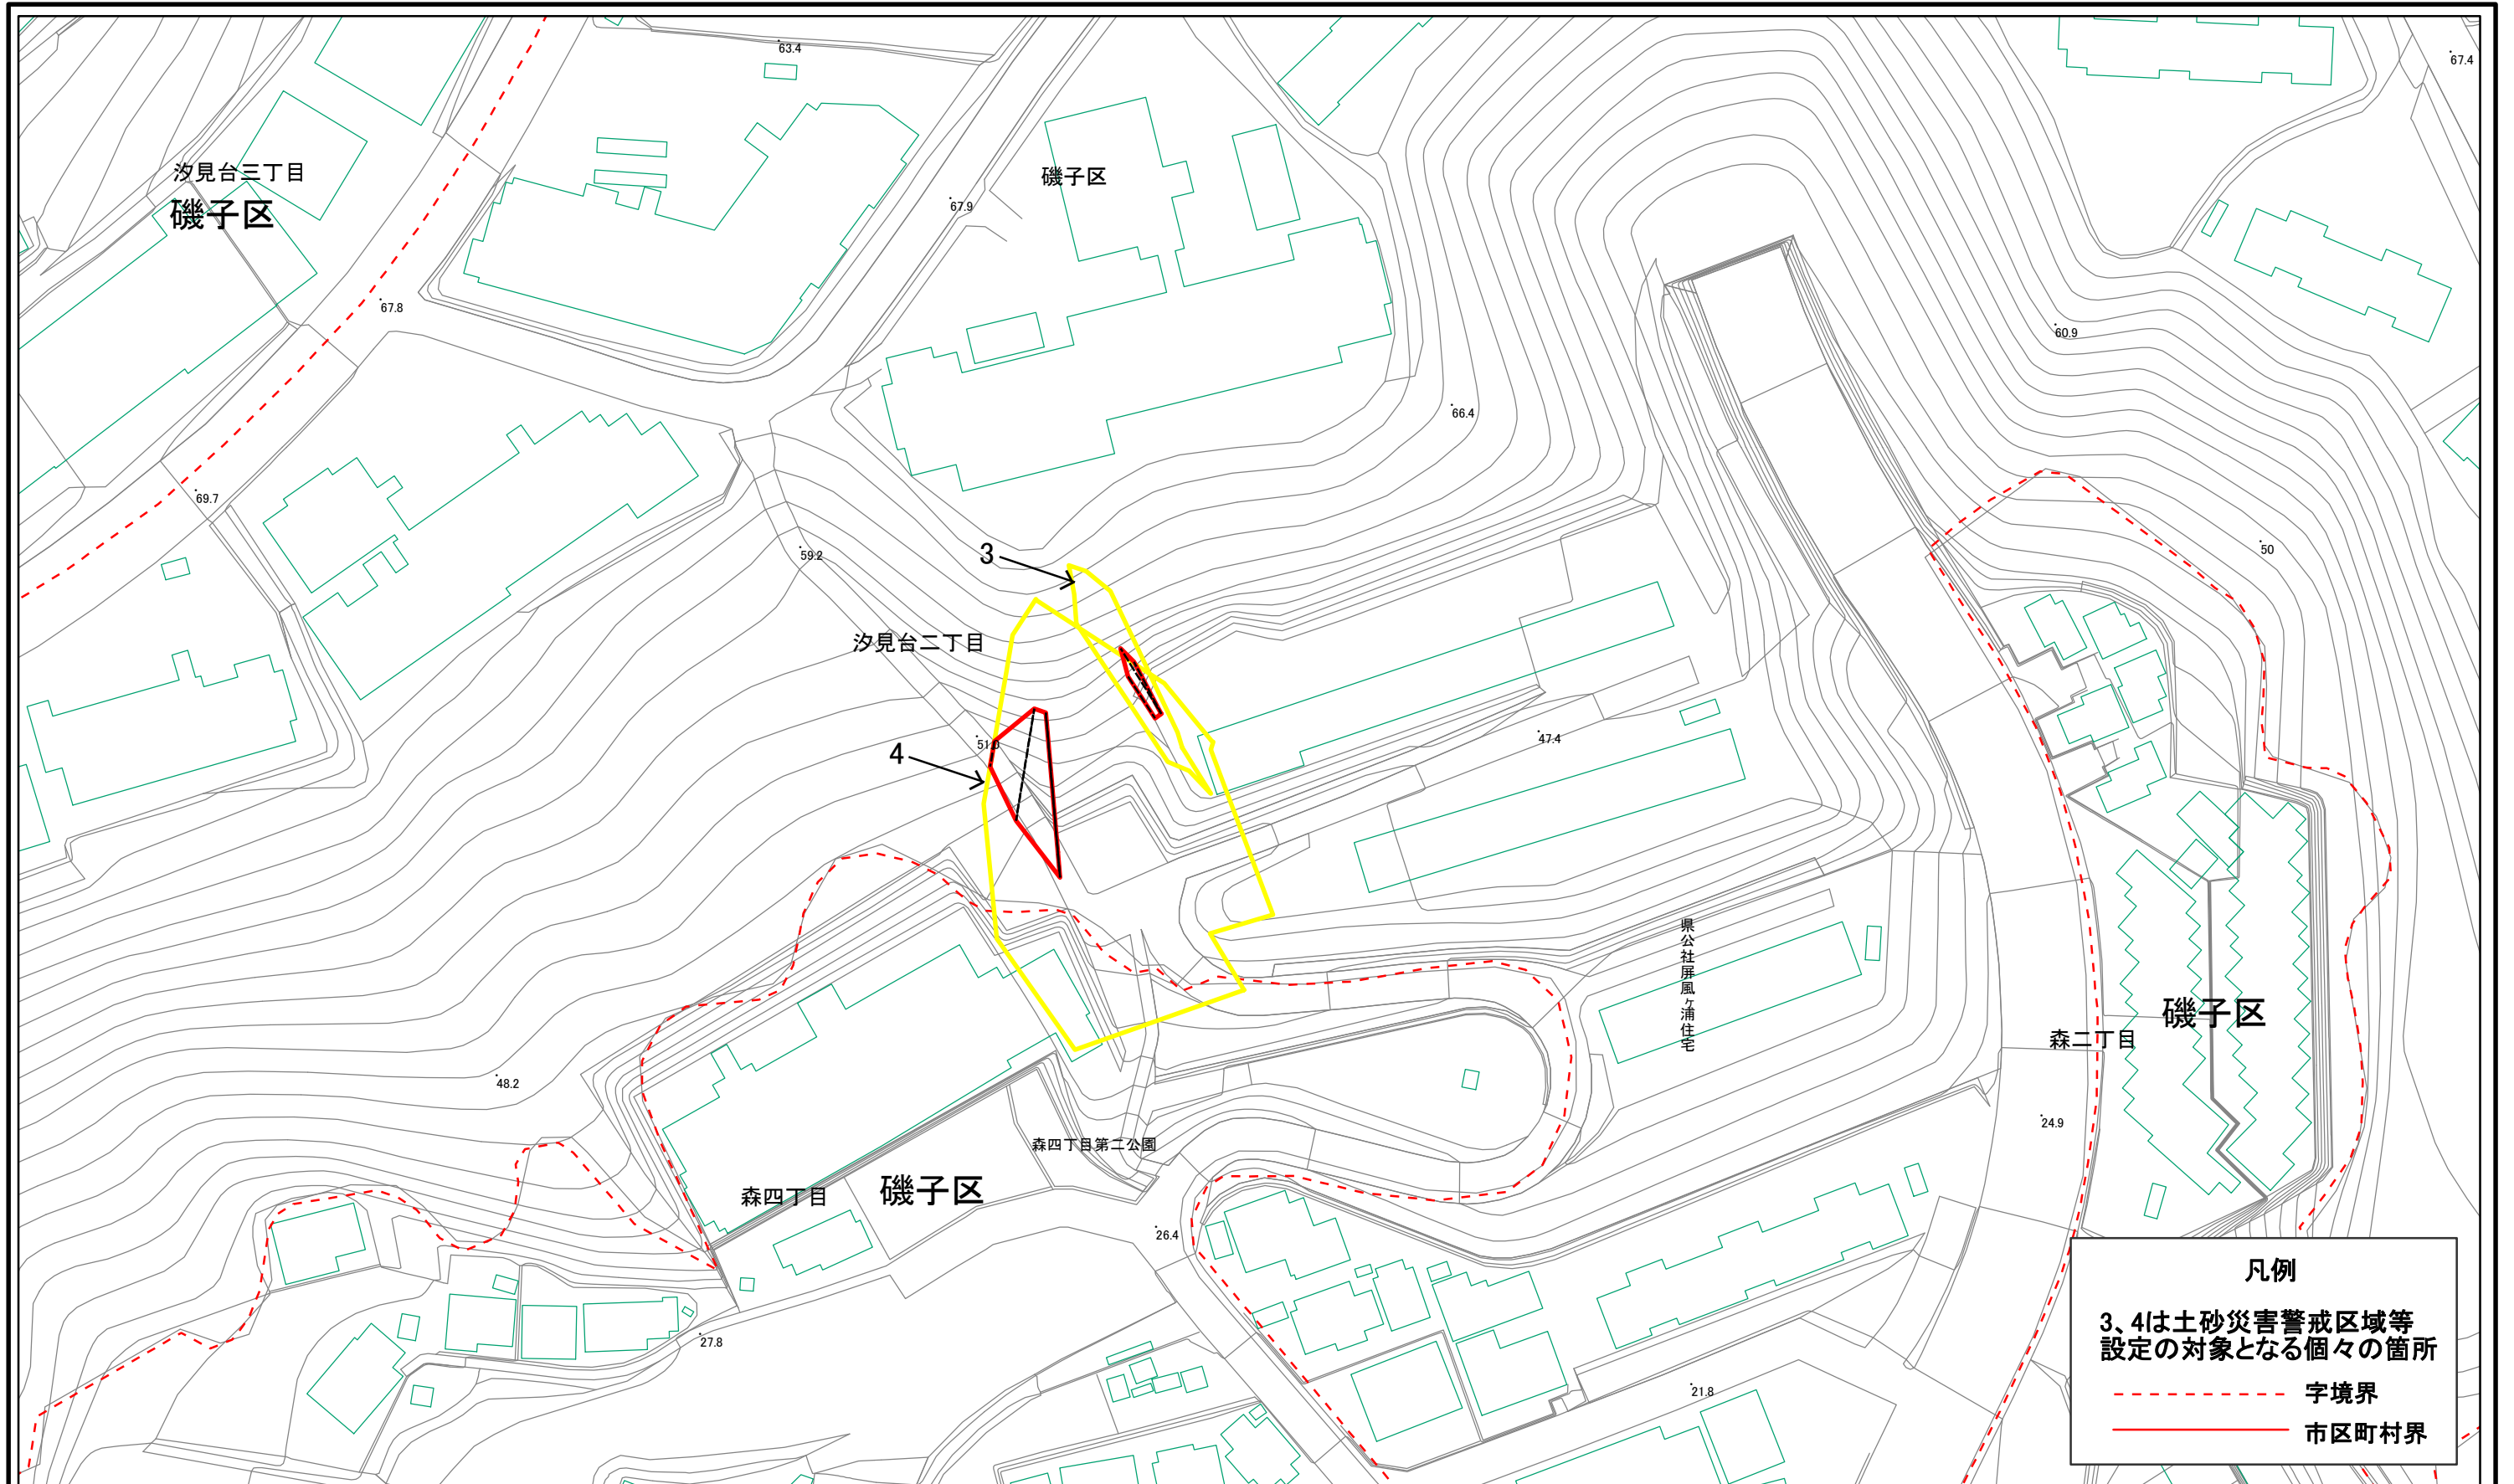 63.4
67.4
汐見台三丁目
磯子区
磯子区
67.9
67.8
60.9
66.4
69.7
59.2
3
50
汐見台二丁目
51.0
4
47.4
県公社屏風ヶ浦住宅
磯子区
森二丁目
48.2
24.9
森四丁目第二公園
森四丁目
磯子区
26.4
27.8
21.8
凡例
3、4は土砂災害警戒区域等
設定の対象となる個々の箇所
字境界
市区町村界